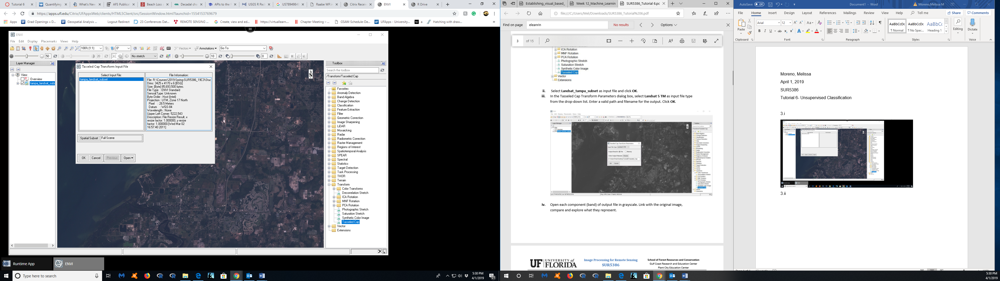 Tutorial 6
Quantifying
What's New
AFS Publicat
Beach Loss.
Decadal cha
APIs to the
USGS R Pac
US7894984
Raabe WP.in
Citrix Receiv
ENVI
R Drive
https://apps.ufl.edu/Citrix/UFAppsWeb/clients/HTML5Client/src/SessionWindow.html?launchid=1554153769679
Apps
Grad Openings » D...
Geospatial Analysis ...
Logout Redirect
23 Conferences Dat...
REMOTE SENSING ...
Create, view and ed...
https://virtuallearn...
Chapter Meeting – ...
GSAW-Schedule-De...
UFApps - University...
a
Hatching with draw...
ENVI
File Edit Display Placemarks Views Help
100% (1:1)
0°
Vectors
Annotations
Go To
50
20
No stretch
10
0
Layer Manager
View
Overview
tampa_landsat_subs
Tasseled Cap Transform Input File
Select Input File:
tampa_landsat_subset
File Information:
File: R:\Courses\2019-Spring-SUR5386_19C3\Stuc
Dims: 3425 x 4170 x 6 [BSQ]
Size: [Byte] 85,693,500 bytes.
File Type : ENVI Standard
Sensor Type: Unknown
Byte Order : Host (Intel)
Projection : UTM, Zone 17 North
Pixel : 28.5 Meters
Datum : WGS-84
Wavelength : None
Upper Left Corner: 5222,543
Description: File Resize Result, x
resize factor: 1.000000, y resize
factor: 1.000000.[Wed Mar 02
16:57:40 2011]
Spatial Subset
Full Scene
OK
Cancel
Previous
Open
N
Toolbox
Search the toolbox
/Transform/Tasseled Cap
Favorites
Anomaly Detection
Band Algebra
Change Detection
Classification
Feature Extraction
Filter
Geometric Correction
Image Sharpening
LiDAR
Mosaicking
Radar
Radiometric Correction
Raster Management
Regions of Interest
Spatiotemporal Analysis
SPEAR
Spectral
Statistics
Target Detection
Task Processing
THOR
Terrain
Transform
Color Transforms
Decorrelation Stretch
ICA Rotation
MNF Rotation
PCA Rotation
Photographic Stretch
Saturation Stretch
Synthetic Color Image
Tasseled Cap
Vector
Extensions
Runtime App
ENVI
Type here to search
5:30 PM
4/1/2019
21
Establishing_visual_based_
Week 12_Machine_Learnin
SUR5386_Tutorial 6.pc
file:///C:/Users/Mel/Downloads/SUR5386_Tutorial%206.pdf
Find on page
eleanrin
No results
Options
3 of 15
ICA Rotation
MNF Rotation
PCA Rotation
Photographic Stretch
Saturation Stretch
Synthetic Color Image
Tasseled Cap
Vector
Extensions
ii. Select Landsat_tampa_subset as input file and click OK.
iii. In the Tasseled Cap Transform Parameters dialog box, select Landsat 5 TM as input file type
from the drop-down list. Enter a valid path and filename for the output. Click OK.
iv. Open each component (band) of output file in grayscale. Link with the original image,
compare and explore what they represent.
UF UNIVERSITY of FLORIDA
Image Processing for Remote Sensing
SUR5386
School of Forest Resources and Conservation
Gulf Coast Research and Education Center
Plant City Education Center
AutoSave Off
Document1 - Word
Moreno,Melissa M
File Home Insert Design Layout References Mailings Review View Help Tell me
Share
Comments
Paste
Clipboard
Arial
12
Font
Paragraph
AaBbCcDc
¶ Normal
AaBbCcDc
¶ No Spac...
AaBbCc
Heading 1
Styles
Editing
Dictate
Voice
Moreno, Melissa
April 1, 2019
SUR5386
Tutorial 6- Unsupervised Classification
3.i
3.ii
5:30 PM
4/1/2019